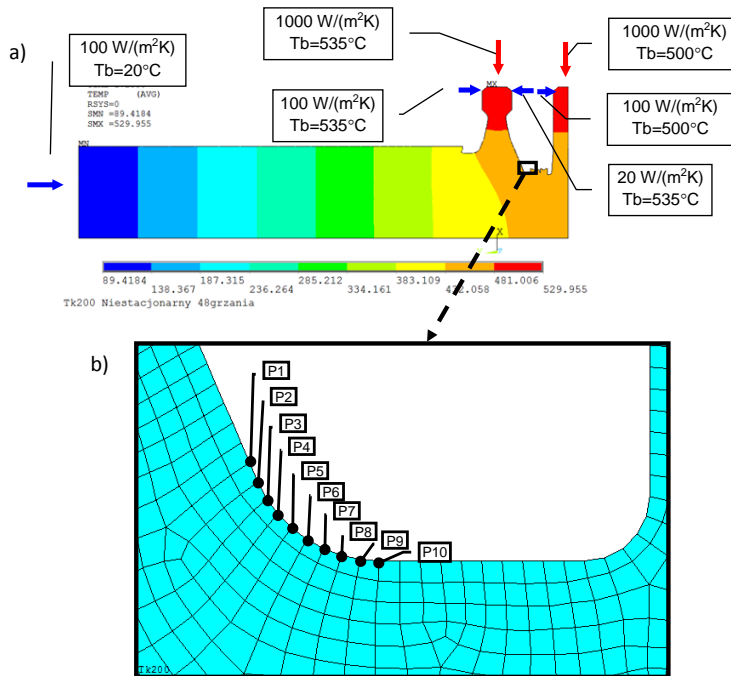 a)
100 W/(m²K)
Tb=20°C
1000 W/(m²K)
Tb=535°C
1000 W/(m²K)
Tb=500°C
TEMP (AVG)
RSYS=0
SMN =89.4184
SMX =529.955
100 W/(m²K)
Tb=535°C
100 W/(m²K)
Tb=500°C
20 W/(m²K)
Tb=535°C
MX
MN
X
89.4184
138.367
187.315
236.264
285.212
334.161
383.109
432.058
481.006
529.955
Tk200 Niestacjonarny 48grzania
b)
P1
P2
P3
P4
P5
P6
P7
P8
P9
P10
Tk200